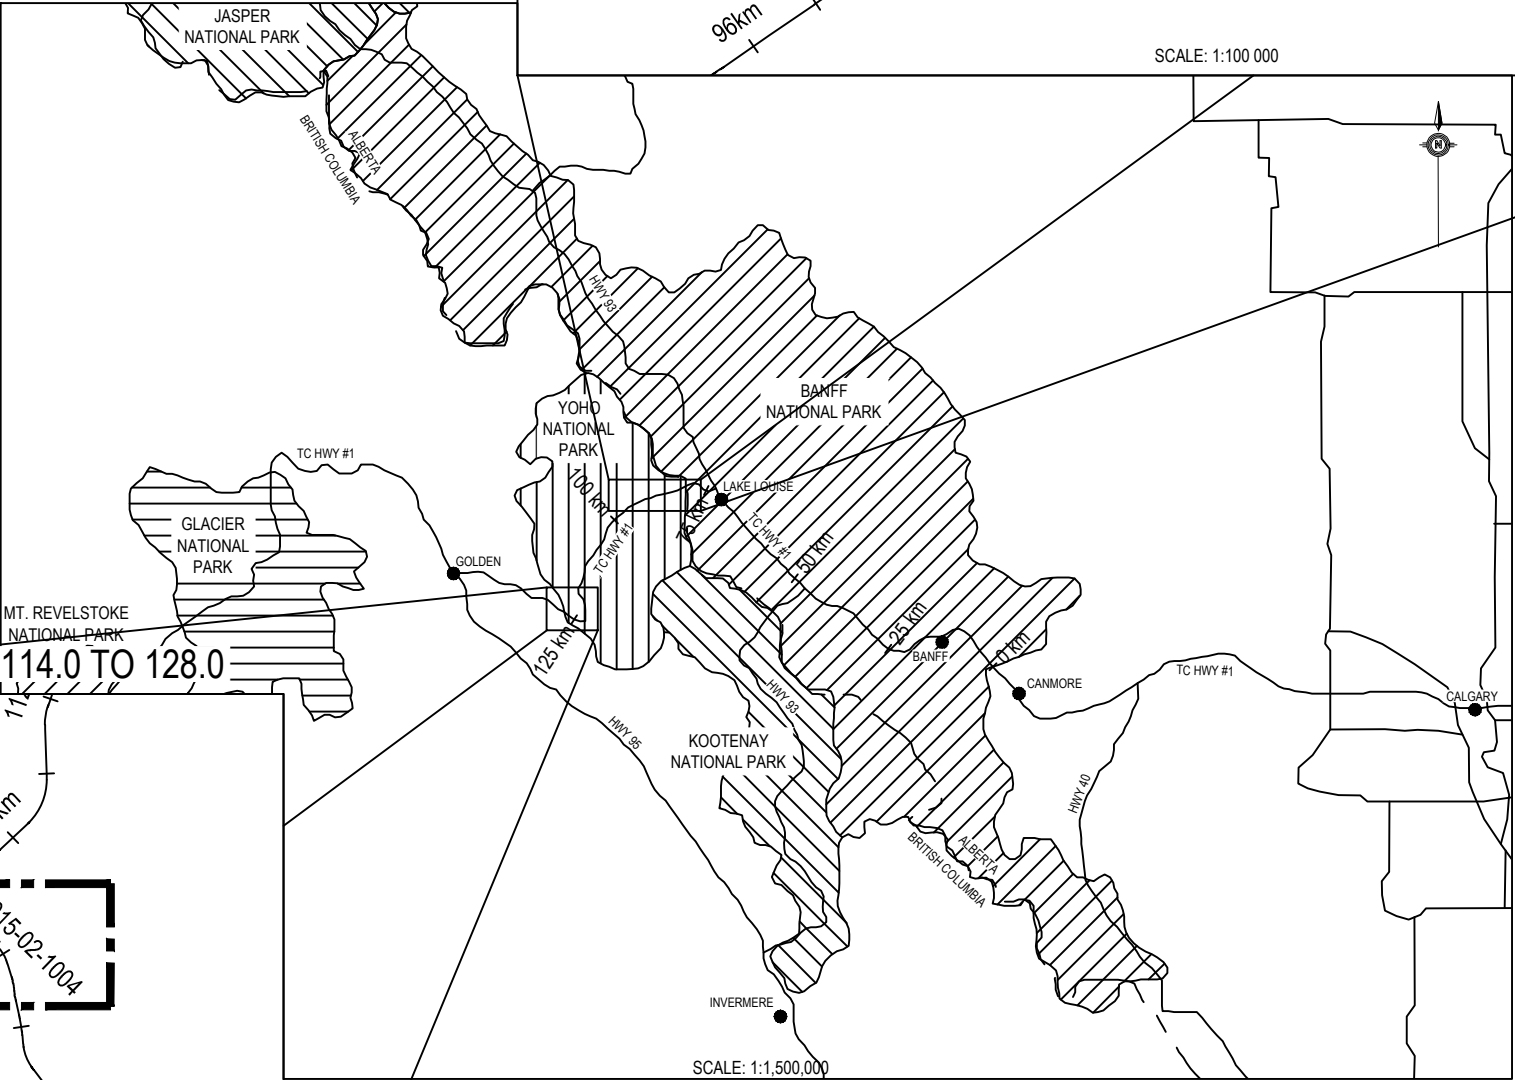 JASPER
NATIONAL PARK
96km
SCALE: 1:100 000
N
ALBERTA
BRITISH COLUMBIA
HWY 93
BANFF
NATIONAL PARK
YOHO
NATIONAL
PARK
TC HWY #1
100 km
LAKE LOUISE
TC HWY #1
TC HWY #1
50 km
GLACIER
NATIONAL
PARK
GOLDEN
MT. REVELSTOKE
NATIONAL PARK
114.0 TO 128.0
125 km
25 km
BANFF
0 km
CANMORE
TC HWY #1
CALGARY
HWY 93
HWY 95
KOOTENAY
NATIONAL PARK
HWY 40
ALBERTA
BRITISH COLUMBIA
km
15-02-1004
INVERMERE
SCALE: 1:1,500,000